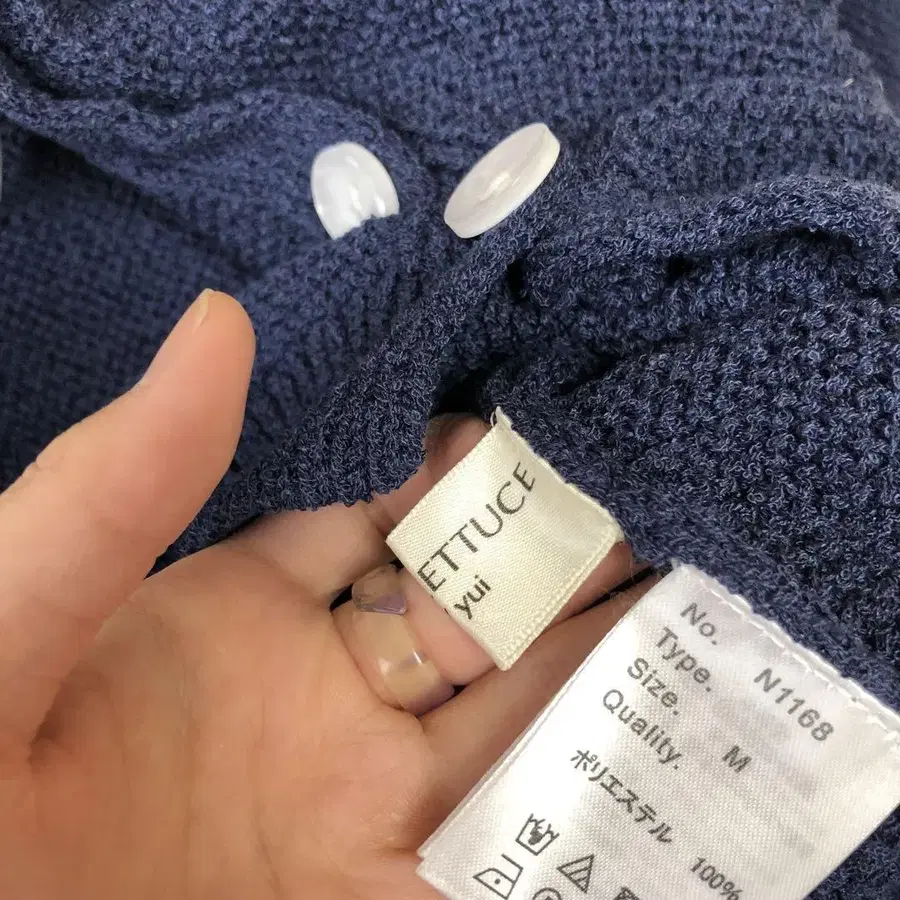 ETTUCE
yui
No. N1168
Type.
Size. M
Quality.
ポリエステル 100%